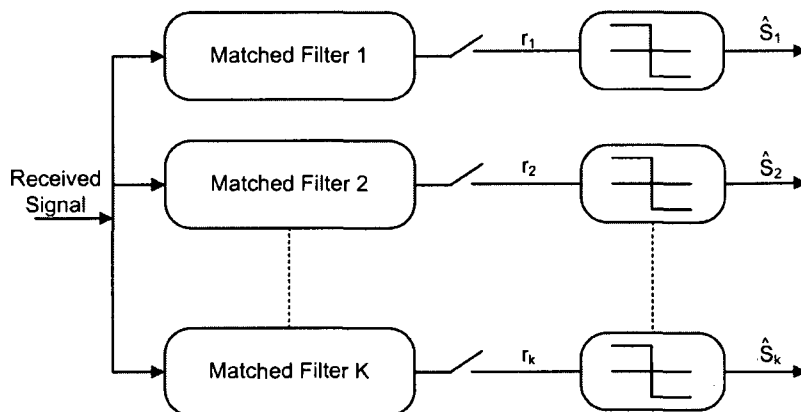 Matched Filter 1
r₁
Ŝ₁
Received
Signal
Matched Filter 2
r₂
Ŝ₂
Matched Filter K
rₖ
Ŝₖ